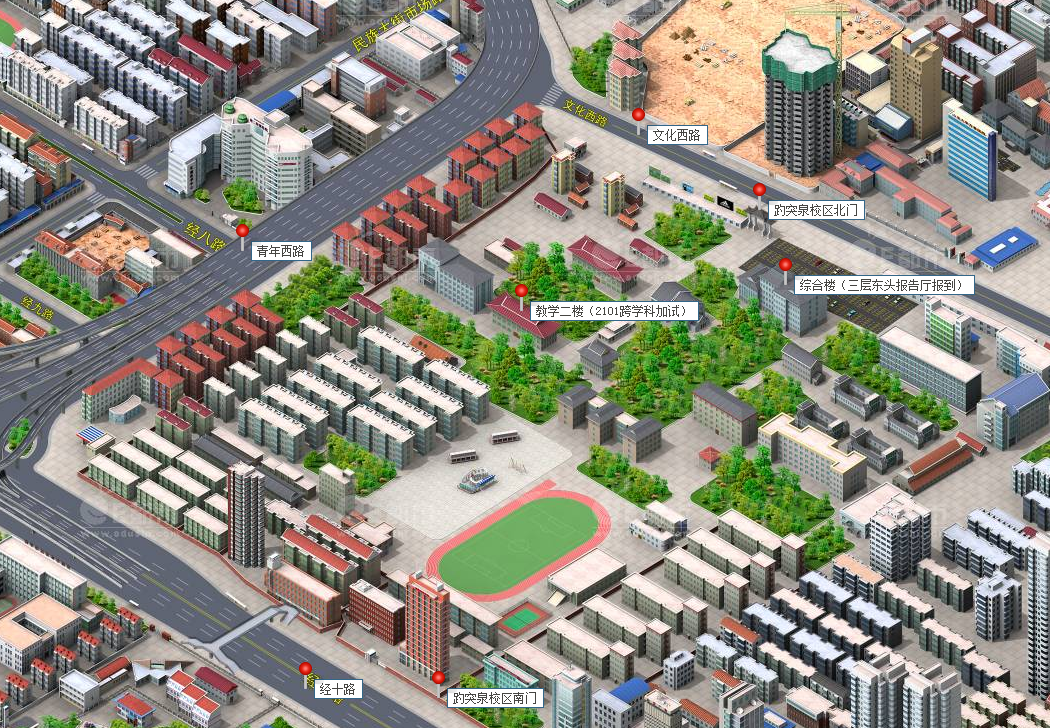 民族大街市场路
文化西路
文化西路
趵突泉校区北门
经八路
青年西路
综合楼（三层东头报告厅报到）
经九路
教学二楼（2101跨学科加试）
经十路
趵突泉校区南门